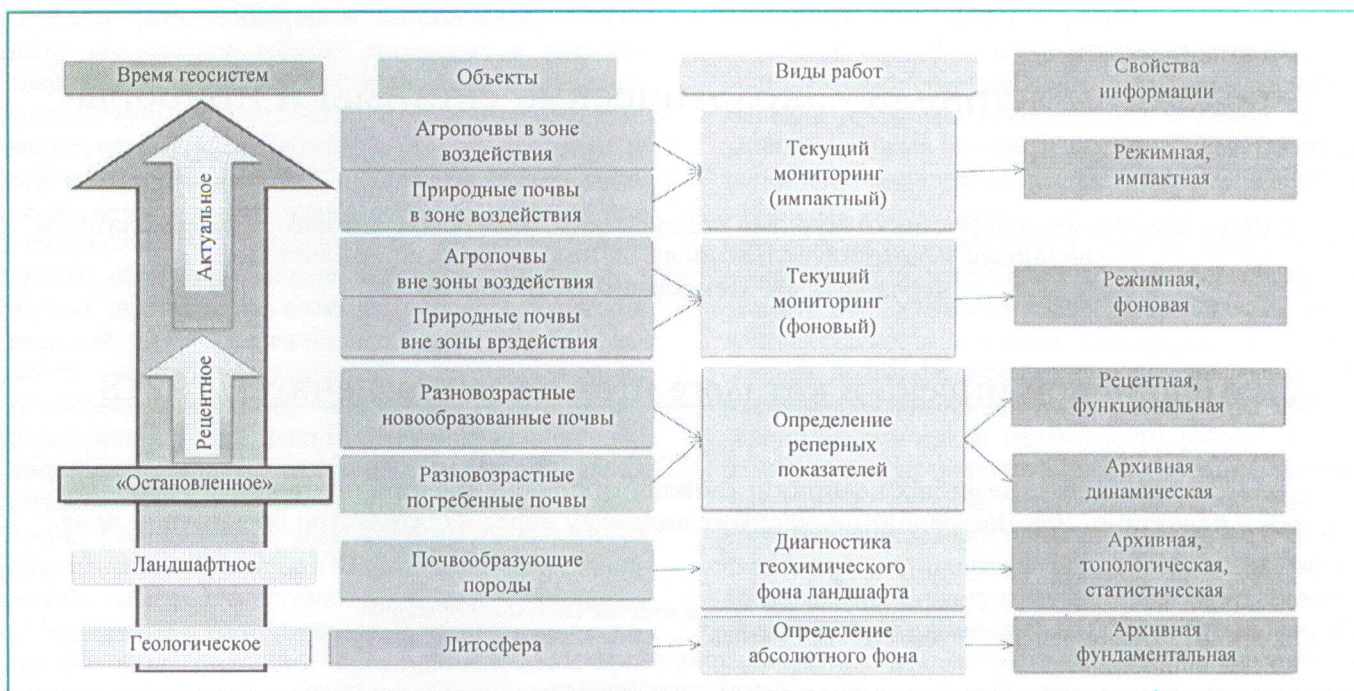 Время геосистем
Объекты
Виды работ
Свойства
информации
Актуальное
Рецентное
«Остановленное»
Ландшафтное
Геологическое
Агропочвы в зоне
воздействия
Природные почвы
в зоне воздействия
Агропочвы
вне зоны воздействия
Природные почвы
вне зоны врздействия
Разновозрастные
новообразованные почвы
Разновозрастные
погребенные почвы
Почвообразующие
породы
Литосфера
Текущий
мониторинг
(импактный)
Текущий
мониторинг
(фоновый)
Определение
реперных
показателей
Диагностика
геохимического
фона ландшафта
Определение
абсолютного фона
Режимная,
импактная
Режимная,
фоновая
Рецентная,
функциональная
Архивная
динамическая
Архивная,
топологическая,
статистическая
Архивная
фундаментальная